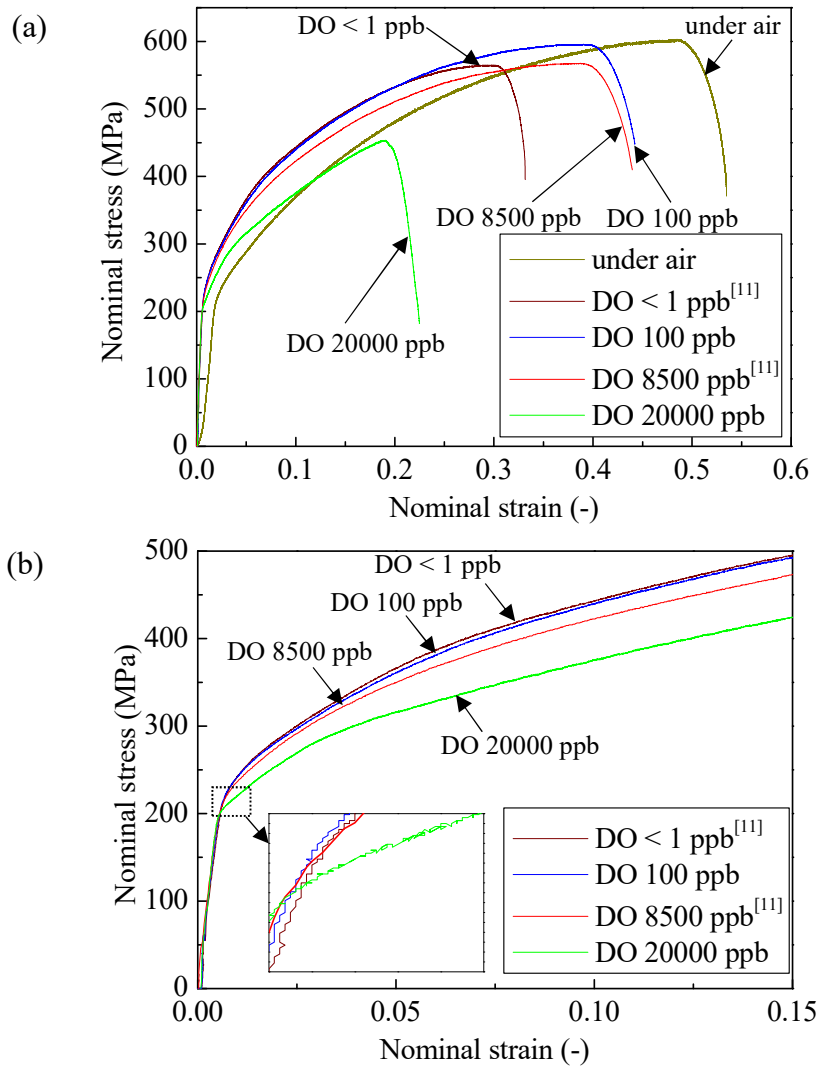 (a)
DO < 1 ppb
under air
600
500
400
300
200
100
0
Nominal stress (MPa)
DO 8500 ppb
DO 100 ppb
DO 20000 ppb
under air
DO < 1 ppb[11]
DO 100 ppb
DO 8500 ppb[11]
DO 20000 ppb
0.0 0.1 0.2 0.3 0.4 0.5 0.6
Nominal strain (-)
(b)
500
400
300
200
100
0
Nominal stress (MPa)
DO < 1 ppb
DO 100 ppb
DO 8500 ppb
DO 20000 ppb
DO < 1 ppb[11]
DO 100 ppb
DO 8500 ppb[11]
DO 20000 ppb
0.00 0.05 0.10 0.15
Nominal strain (-)